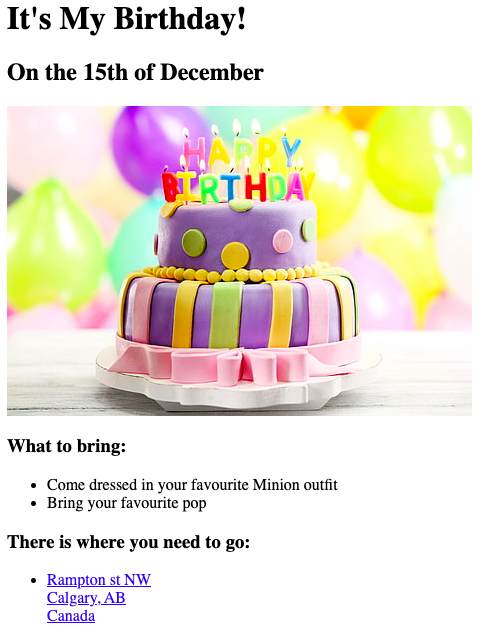 It's My Birthday!
On the 15th of December
HAPPY
BIRTHDAY
What to bring:
Come dressed in your favourite Minion outfit
Bring your favourite pop
There is where you need to go:
Rampton st NW
Calgary, AB
Canada